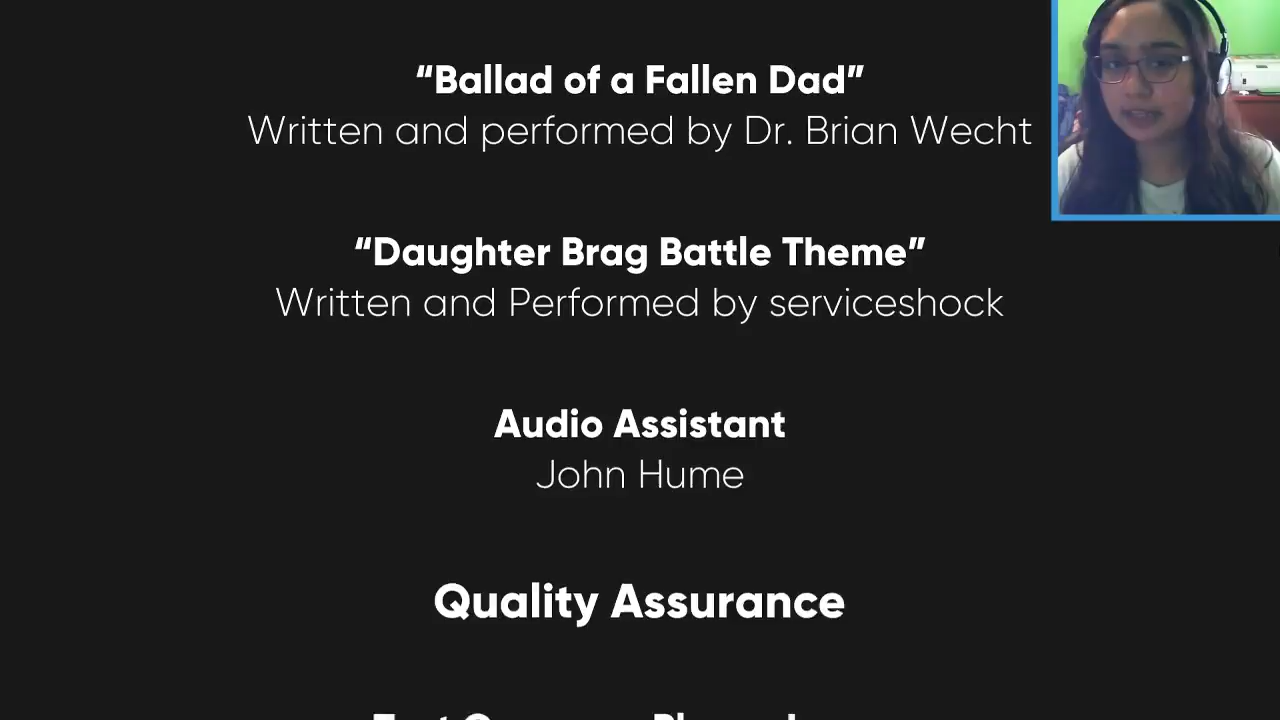 “Ballad of a Fallen Dad”
Written and performed by Dr. Brian Wecht
“Daughter Brag Battle Theme”
Written and Performed by serviceshock
Audio Assistant
John Hume
Quality Assurance